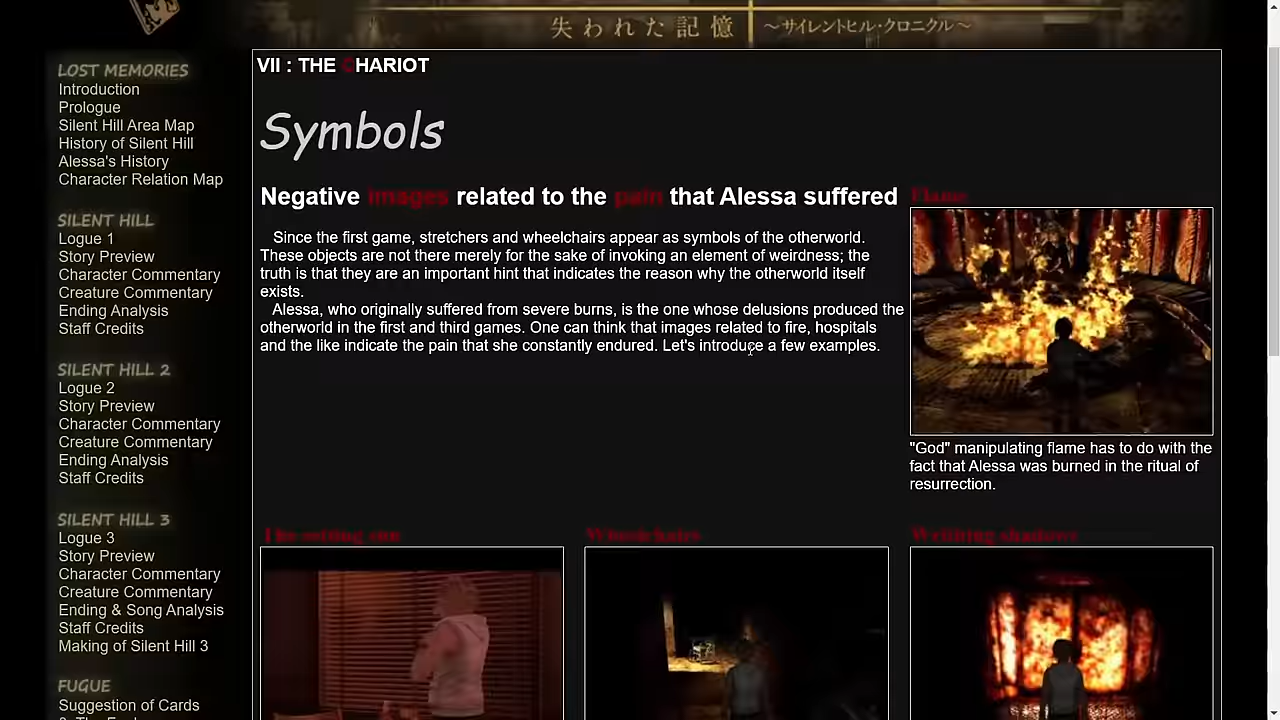 失われた記憶 ～サイレントヒル・クロニクル～
LOST MEMORIES
Introduction
Prologue
Silent Hill Area Map
History of Silent Hill
Alessa's History
Character Relation Map
SILENT HILL
Logue 1
Story Preview
Character Commentary
Creature Commentary
Ending Analysis
Staff Credits
SILENT HILL 2
Logue 2
Story Preview
Character Commentary
Creature Commentary
Ending Analysis
Staff Credits
SILENT HILL 3
Logue 3
Story Preview
Character Commentary
Creature Commentary
Ending & Song Analysis
Staff Credits
Making of Silent Hill 3
FUGUE
Suggestion of Cards
VII : THE CHARIOT
Symbols
Negative images related to the pain that Alessa suffered
Since the first game, stretchers and wheelchairs appear as symbols of the otherworld.
These objects are not there merely for the sake of invoking an element of weirdness; the
truth is that they are an important hint that indicates the reason why the otherworld itself
exists.
Alessa, who originally suffered from severe burns, is the one whose delusions produced the
otherworld in the first and third games. One can think that images related to fire, hospitals
and the like indicate the pain that she constantly endured. Let's introduce a few examples.
Flame
"God" manipulating flame has to do with the
fact that Alessa was burned in the ritual of
resurrection.
The setting sun
Wheelchairs
Writhing shadows